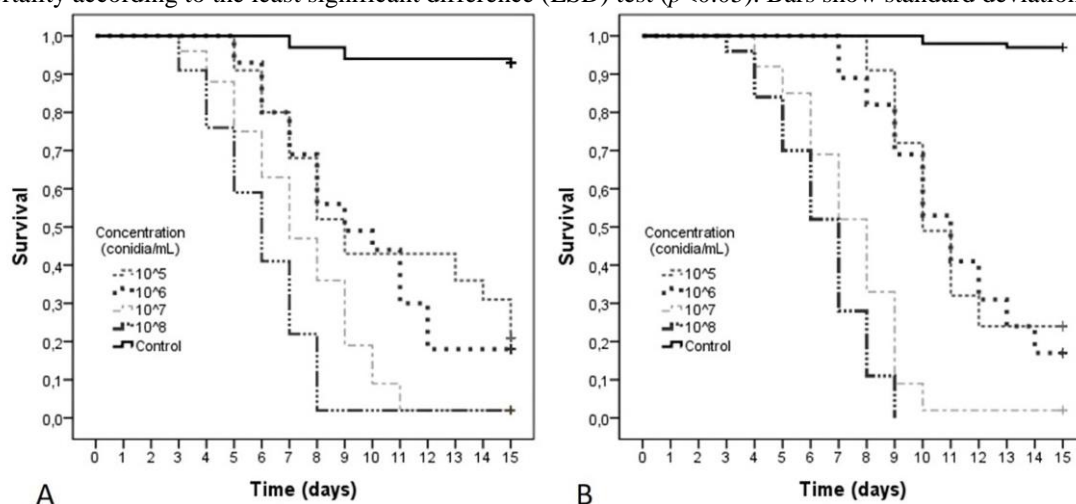 ortality according to the least significant difference (LSD) test (p <0.05). Bars show standard deviation
1,0
0,9
0,8
0,7
0,6
0,5
0,4
0,3
0,2
0,1
0,0
Survival
Concentration
(conidia/mL)
10^5
10^6
10^7
10^8
Control
0 1 2 3 4 5 6 7 8 9 10 11 12 13 14 15
Time (days)
A
1,0
0,9
0,8
0,7
0,6
0,5
0,4
0,3
0,2
0,1
0,0
Survival
Concentration
(conidia/mL)
10^5
10^6
10^7
10^8
Control
0 1 2 3 4 5 6 7 8 9 10 11 12 13 14 15
Time (days)
B